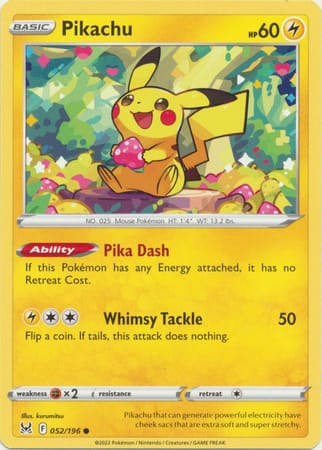 BASIC Pikachu HP60
NO. 025 Mouse Pokémon HT: 1'4" WT: 13.2 lbs.
Ability Pika Dash
If this Pokémon has any Energy attached, it has no
Retreat Cost.
Whimsy Tackle 50
Flip a coin. If tails, this attack does nothing.
weakness ×2 resistance retreat
Illus. kurumitsu
F 052/196
Pikachu that can generate powerful electricity have
cheek sacs that are extra soft and super stretchy.
©2022 Pokémon / Nintendo / Creatures / GAME FREAK